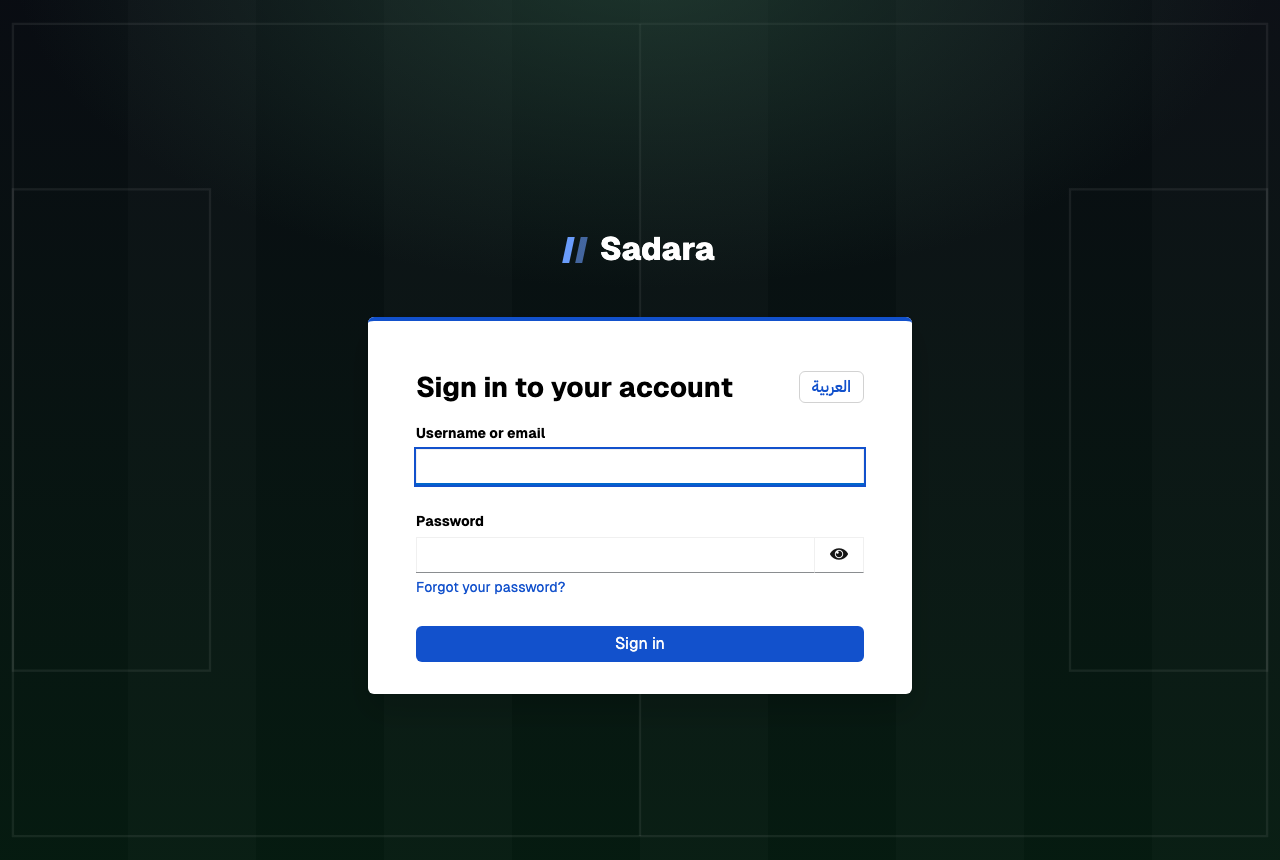 Sadara
Sign in to your account
العربية
Username or email
Password
Forgot your password?
Sign in